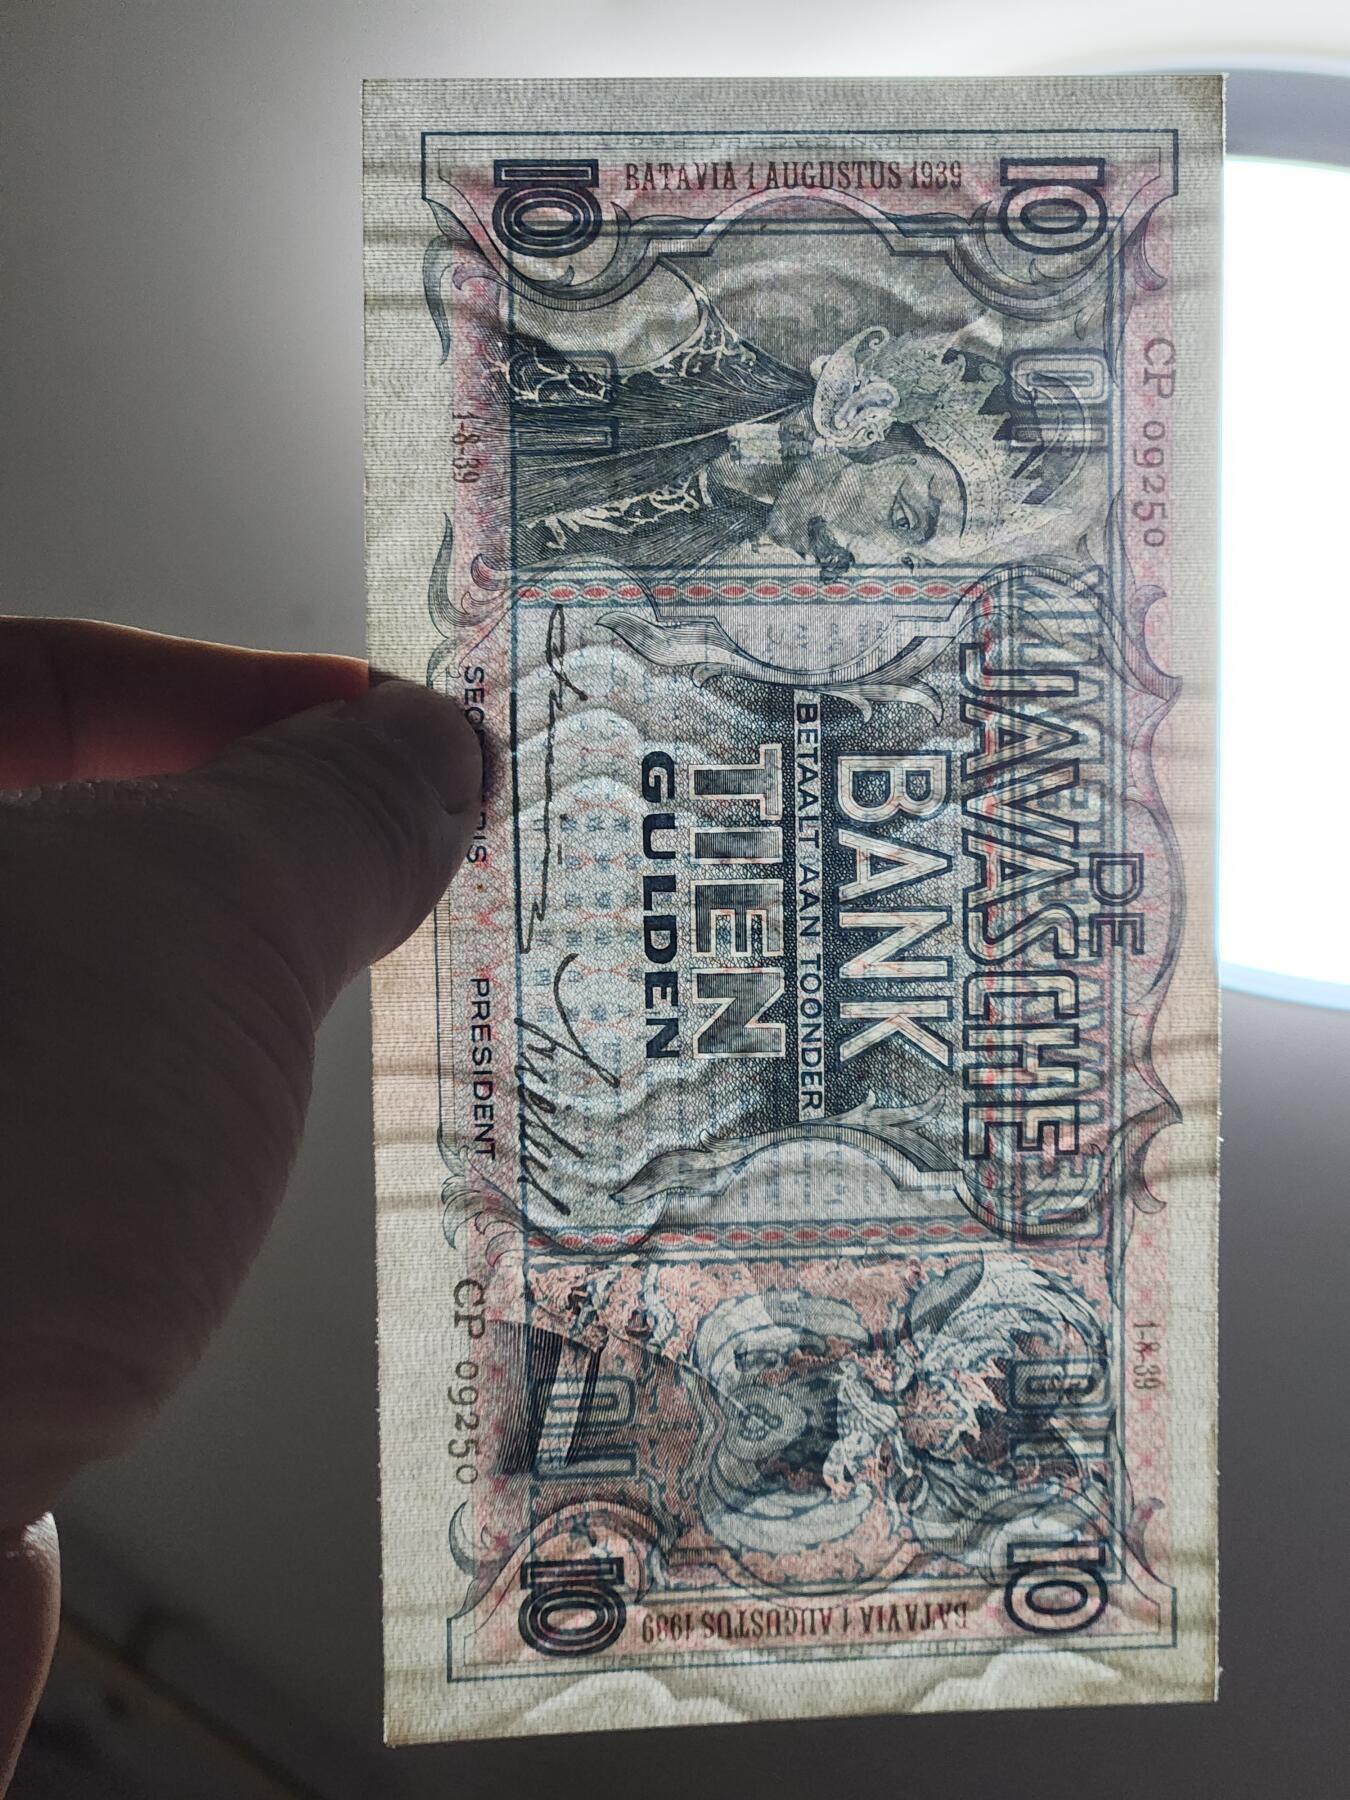 DE
JAVASCHE
BANK
BETAALT AAN TOONDER
TIEN
GULDEN
CP 09250
1-8-39
10
10
BATAVIA 1 AUGUSTUS 1939
10
10
BATAVIA 1 AUGUSTUS 1939
1-8-39
PRESIDENT
CP 09250